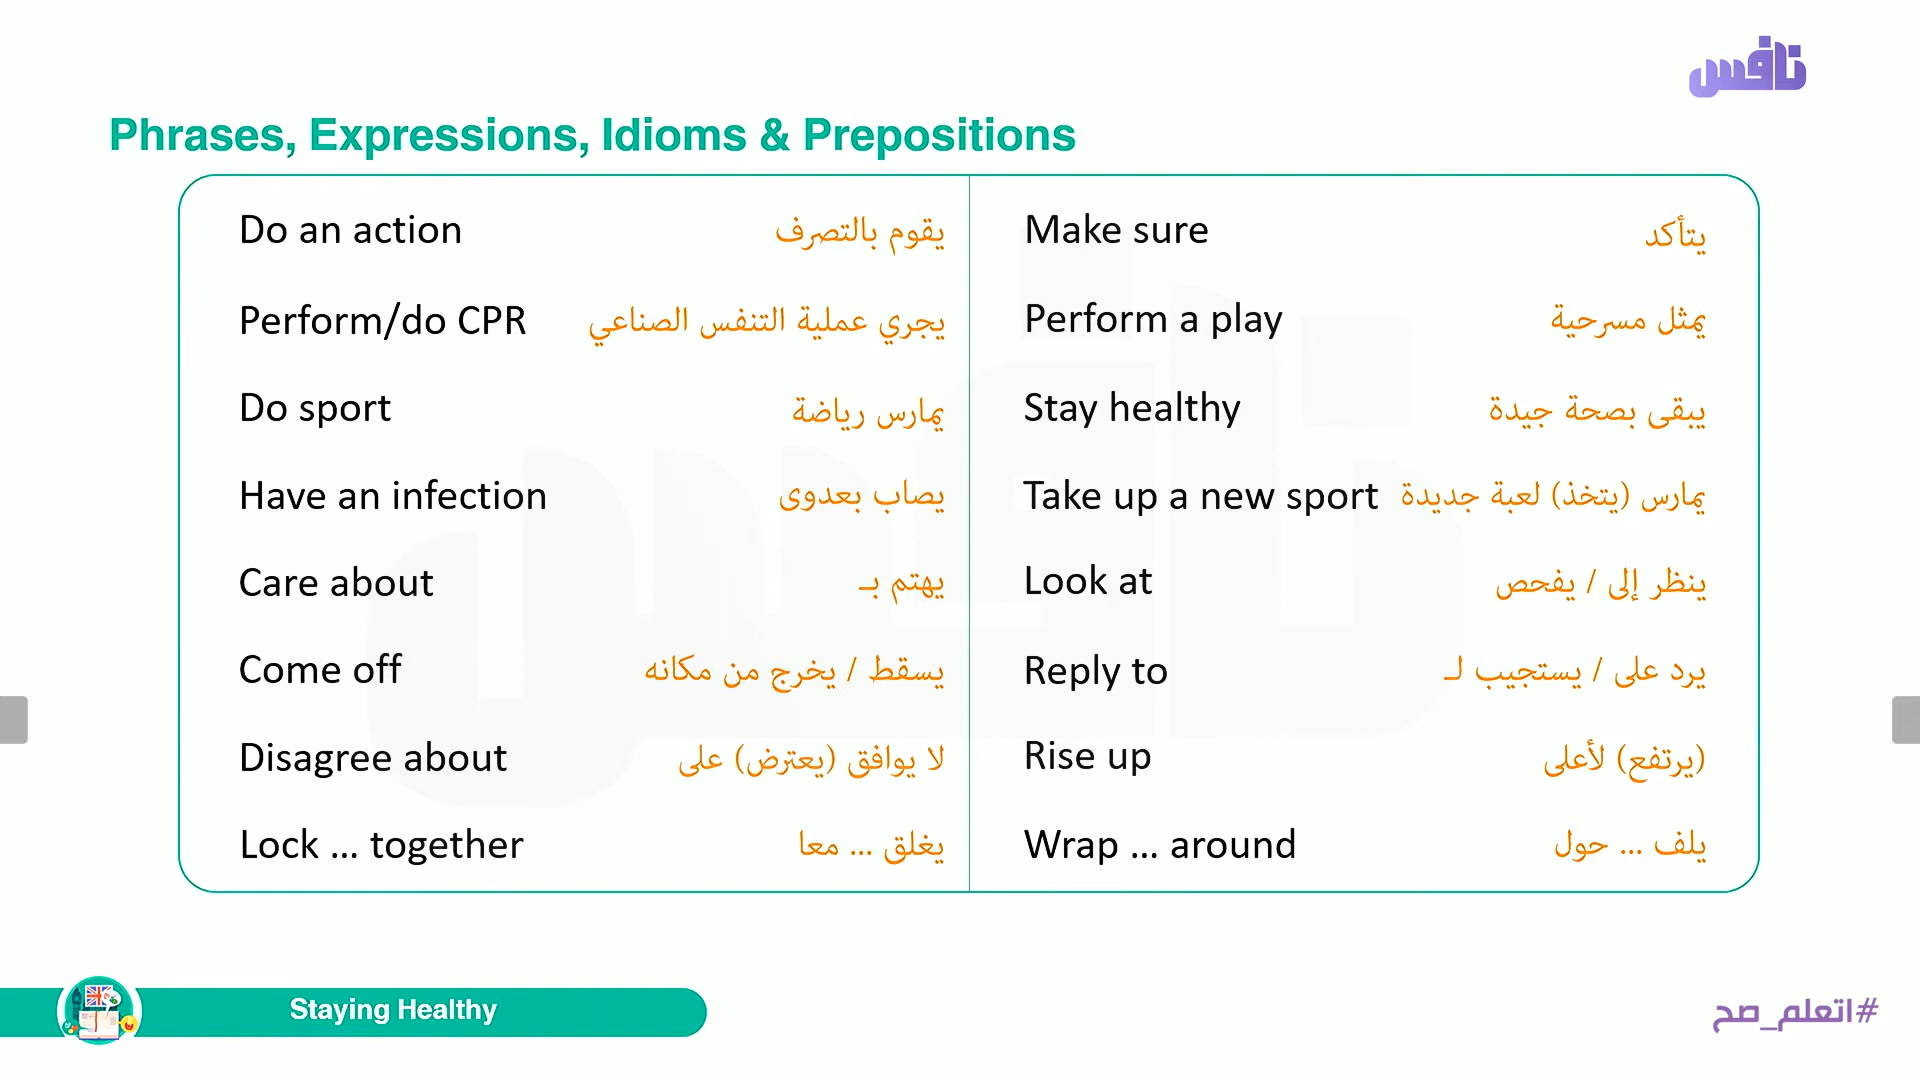 نافس
Phrases, Expressions, Idioms & Prepositions
Do an action يقوم بالتصرف
Perform/do CPR يجري عملية التنفس الصناعي
Do sport يمارس رياضة
Have an infection يصاب بعدوى
Care about يهتم بـ
Come off يسقط / يخرج من مكانه
Disagree about لا يوافق (يعترض) على
Lock ... together يغلق ... معا
Make sure يتأكد
Perform a play يمثل مسرحية
Stay healthy يبقى بصحة جيدة
Take up a new sport يمارس (يتخذ) لعبة جديدة
Look at ينظر إلى / يفحص
Reply to يرد على / يستجيب لـ
Rise up (يرتفع) لأعلى
Wrap ... around يلف ... حول
Staying Healthy
#اتعلم_صح